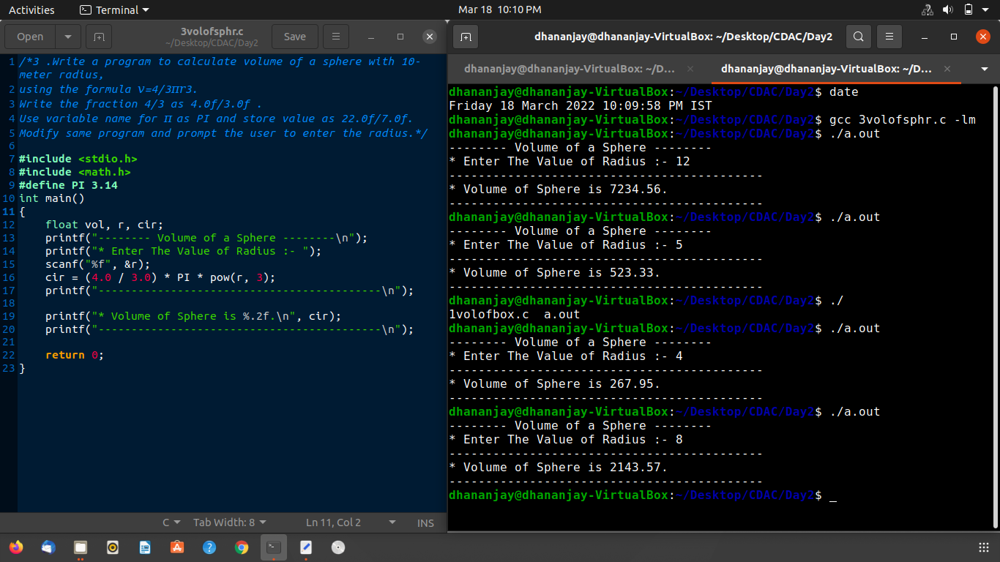 Activities
Terminal
Mar 18 10:10 PM
Open
3volofsphr.c
~/Desktop/CDAC/Day2
Save
1 /*3 .Write a program to calculate volume of a sphere with 10-
meter radius,
2 using the formula v=4/3πr3.
3 Write the fraction 4/3 as 4.0f/3.0f .
4 Use variable name for π as PI and store value as 22.0f/7.0f.
5 Modify same program and prompt the user to enter the radius.*/
6
7 #include <stdio.h>
8 #include <math.h>
9 #define PI 3.14
10 int main()
11 {
12     float vol, r, cir;
13     printf("-------- Volume of a Sphere --------\n");
14     printf("* Enter The Value of Radius :- ");
15     scanf("%f", &r);
16     cir = (4.0 / 3.0) * PI * pow(r, 3);
17     printf("-------------------------------------------\n");
18
19     printf("* Volume of Sphere is %.2f.\n", cir);
20     printf("-------------------------------------------\n");
21
22     return 0;
23 }
C
Tab Width: 8
Ln 11, Col 2
INS
dhananjay@dhananjay-VirtualBox: ~/Desktop/CDAC/Day2
dhananjay@dhananjay-VirtualBox: ~/D...
dhananjay@dhananjay-VirtualBox: ~/D...
dhananjay@dhananjay-VirtualBox:~/Desktop/CDAC/Day2$ date
Friday 18 March 2022 10:09:58 PM IST
dhananjay@dhananjay-VirtualBox:~/Desktop/CDAC/Day2$ gcc 3volofsphr.c -lm
dhananjay@dhananjay-VirtualBox:~/Desktop/CDAC/Day2$ ./a.out
-------- Volume of a Sphere --------
* Enter The Value of Radius :- 12
-------------------------------------------
* Volume of Sphere is 7234.56.
-------------------------------------------
dhananjay@dhananjay-VirtualBox:~/Desktop/CDAC/Day2$ ./a.out
-------- Volume of a Sphere --------
* Enter The Value of Radius :- 5
-------------------------------------------
* Volume of Sphere is 523.33.
-------------------------------------------
dhananjay@dhananjay-VirtualBox:~/Desktop/CDAC/Day2$ ./
1volofbox.c  a.out
dhananjay@dhananjay-VirtualBox:~/Desktop/CDAC/Day2$ ./a.out
-------- Volume of a Sphere --------
* Enter The Value of Radius :- 4
-------------------------------------------
* Volume of Sphere is 267.95.
-------------------------------------------
dhananjay@dhananjay-VirtualBox:~/Desktop/CDAC/Day2$ ./a.out
-------- Volume of a Sphere --------
* Enter The Value of Radius :- 8
-------------------------------------------
* Volume of Sphere is 2143.57.
-------------------------------------------
dhananjay@dhananjay-VirtualBox:~/Desktop/CDAC/Day2$ _